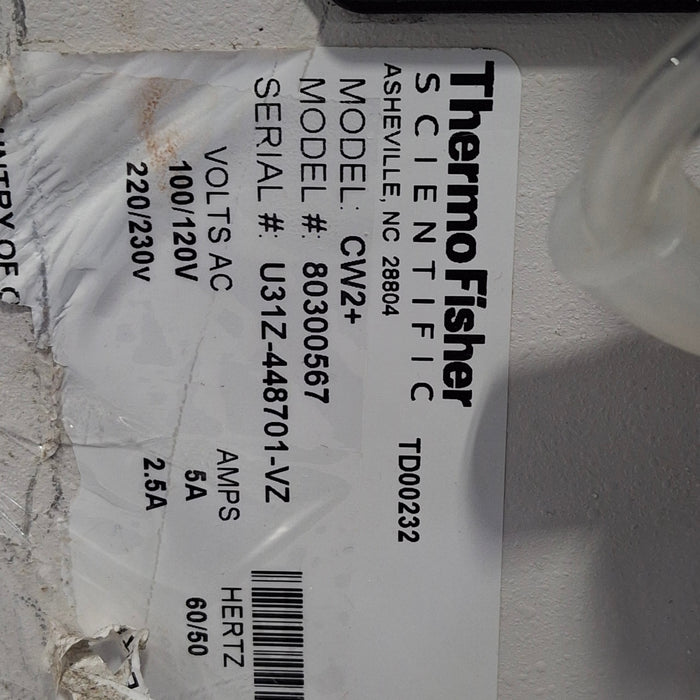 ThermoFisher
SCIENTIFIC
TD00232
ASHEVILLE, NC 28804
MODEL: CW2+
MODEL #: 80300567
SERIAL #: U31Z-448701-VZ
VOLTS AC AMPS HERTZ
100/120V 5A 60/50
220/230v 2.5A
OF